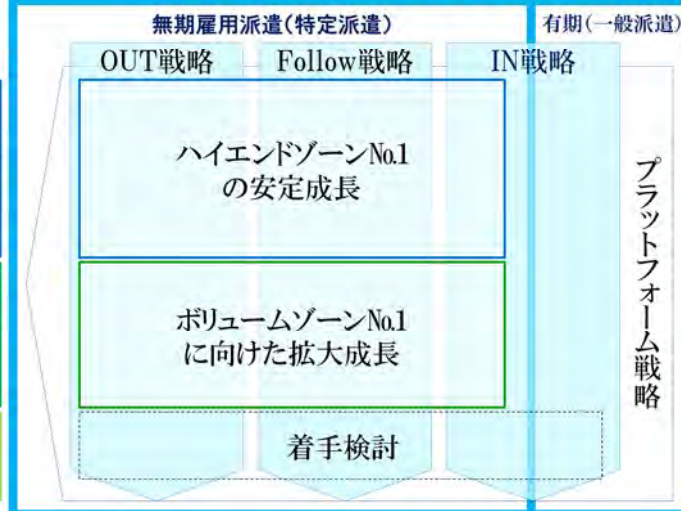 無期雇用派遣(特定派遣)
有期(一般派遣)
OUT戦略
Follow戦略
IN戦略
ハイエンドゾーン№1
の安定成長
ボリュームゾーン№1
に向けた拡大成長
着手検討
プラットフォーム戦略